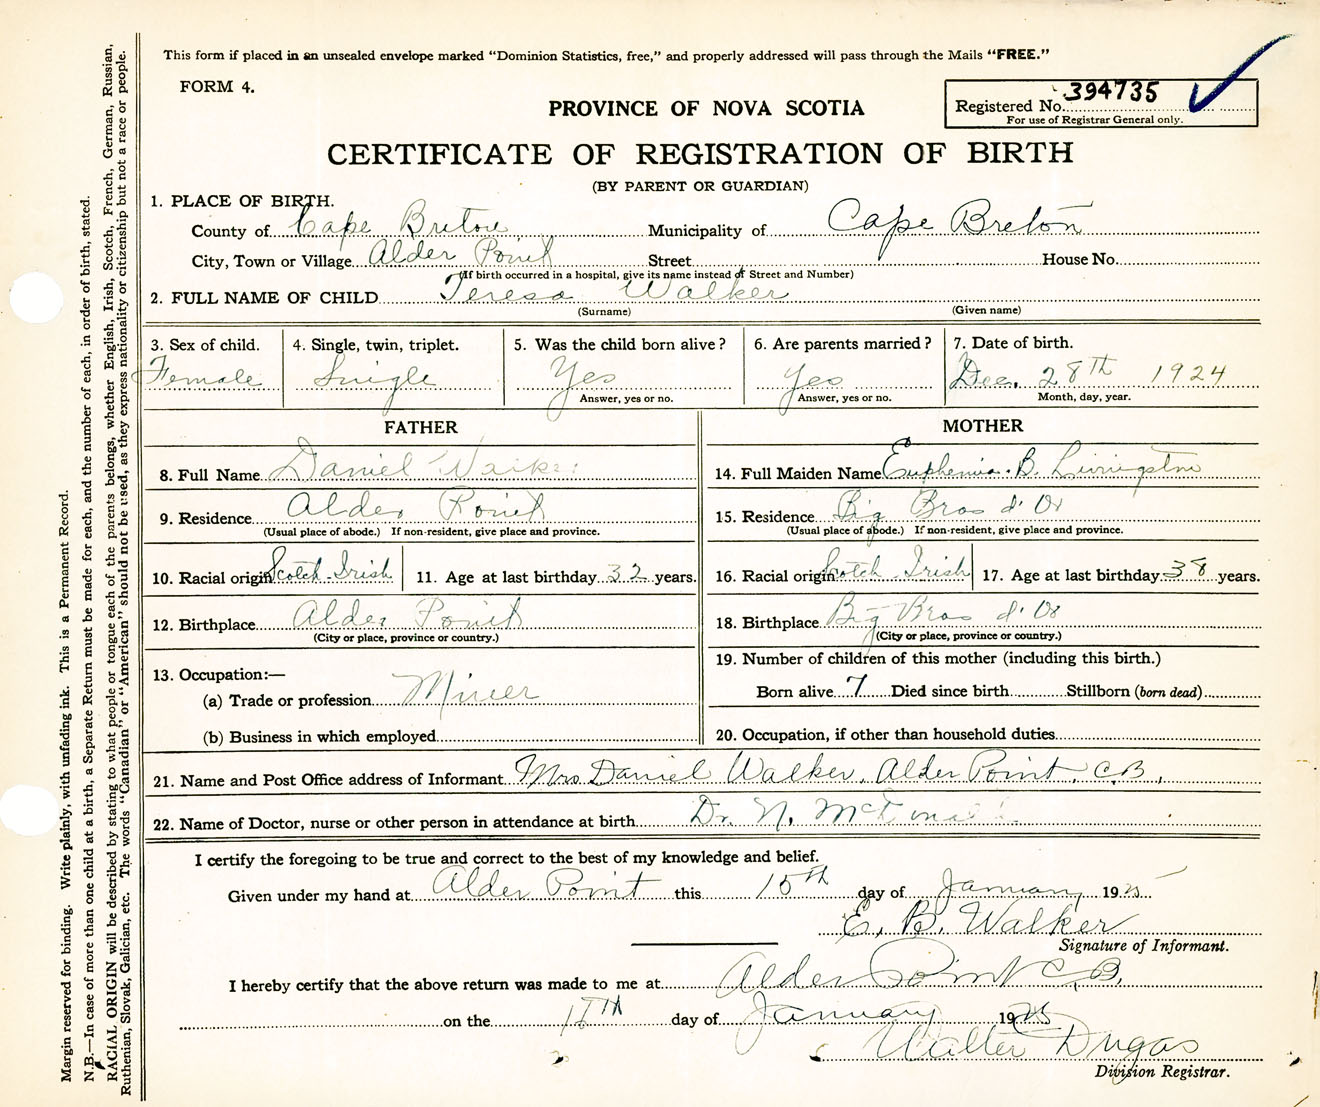 This form if placed in an unsealed envelope marked "Dominion Statistics, free," and properly addressed will pass through the Mails "FREE."
FORM 4.
Registered No. 394735
For use of Registrar General only.
PROVINCE OF NOVA SCOTIA
CERTIFICATE OF REGISTRATION OF BIRTH
(BY PARENT OR GUARDIAN)
1. PLACE OF BIRTH.
County of Cape Breton Municipality of Cape Breton
City, Town or Village Alder Point Street House No.
(If birth occurred in a hospital, give its name instead of Street and Number)
2. FULL NAME OF CHILD Teresa Walker
(Surname) (Given name)
3. Sex of child. 4. Single, twin, triplet. 5. Was the child born alive? 6. Are parents married? 7. Date of birth.
Female Single Yes Yes Dec. 28th 1924
Answer, yes or no. Answer, yes or no. Month, day, year.
FATHER MOTHER
8. Full Name Daniel Walker 14. Full Maiden Name Euphemia B. Livingstone
9. Residence Alder Point 15. Residence Big Bras d'Or
(Usual place of abode.) If non-resident, give place and province. (Usual place of abode.) If non-resident, give place and province.
10. Racial origin Scotch-Irish 11. Age at last birthday 32 years. 16. Racial origin Scotch-Irish 17. Age at last birthday 38 years.
12. Birthplace Alder Point 18. Birthplace Big Bras d'Or
(City or place, province or country.) (City or place, province or country.)
13. Occupation:— 19. Number of children of this mother (including this birth.)
(a) Trade or profession Miner Born alive 7 Died since birth Stillborn (born dead)
(b) Business in which employed 20. Occupation, if other than household duties
21. Name and Post Office address of Informant Mrs Daniel Walker, Alder Point, C.B.,
22. Name of Doctor, nurse or other person in attendance at birth Dr. N. McDonald
I certify the foregoing to be true and correct to the best of my knowledge and belief.
Given under my hand at Alder Point this 15th day of January 1925
E. B. Walker
Signature of Informant.
I hereby certify that the above return was made to me at Alder Point C.B.
on the day of January 1925
Walter Dugas
Division Registrar.
Margin reserved for binding. Write plainly, with unfading ink. This is a Permanent Record.
N.B.—In case of more than one child at a birth, a Separate Return must be made for each, and the number of each, in order of birth, stated.
RACIAL ORIGIN will be described by stating to what people or tongue each of the parents belongs, whether English, Irish, Scotch, French, German, Russian,
Ruthenian, Slovak, Galician, etc. The words "Canadian" or "American" should not be used, as they express nationality or citizenship but not a race or people.